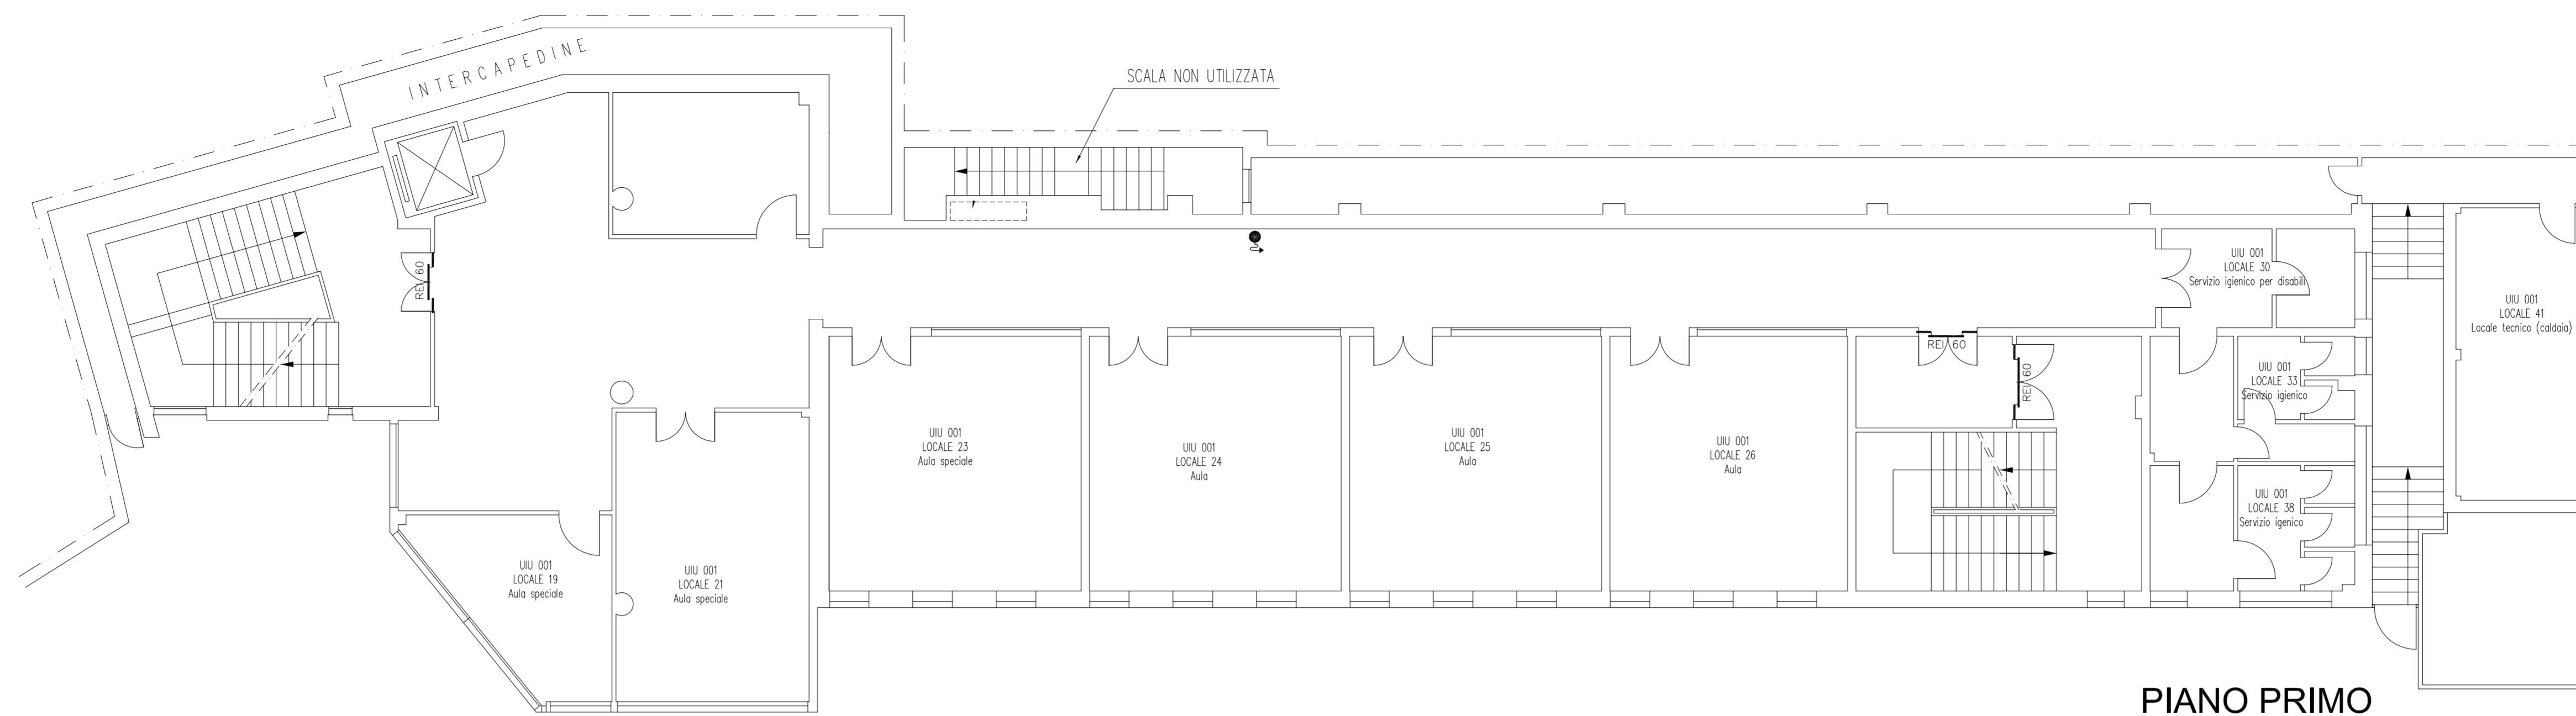 INTERCAPEDINE
SCALA NON UTILIZZATA
REI 60
UIU 001
LOCALE 30
Servizio igienico per disabili
UIU 001
LOCALE 41
Locale tecnico (caldaia)
REI 60
REI 60
UIU 001
LOCALE 33
Servizio igienico
UIU 001
LOCALE 23
Aula speciale
UIU 001
LOCALE 24
Aula
UIU 001
LOCALE 25
Aula
UIU 001
LOCALE 26
Aula
UIU 001
LOCALE 38
Servizio igenico
UIU 001
LOCALE 19
Aula speciale
UIU 001
LOCALE 21
Aula speciale
PIANO PRIMO